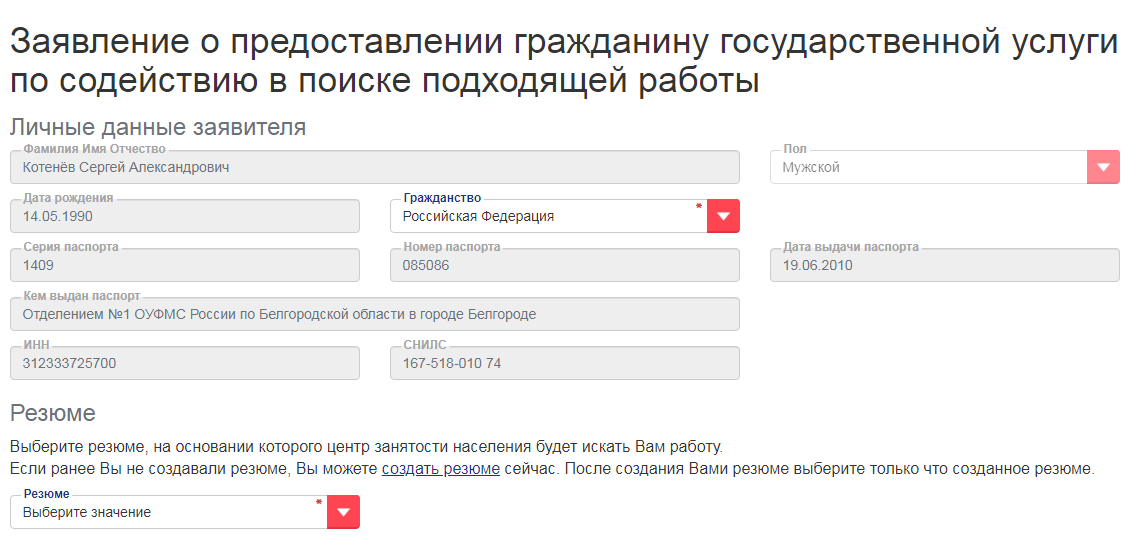 Заявление о предоставлении гражданину государственной услуги
по содействию в поиске подходящей работы
Личные данные заявителя
Фамилия Имя Отчество
Котенёв Сергей Александрович
Пол
Мужской
Дата рождения
14.05.1990
Гражданство
Российская Федерация *
Серия паспорта
1409
Номер паспорта
085086
Дата выдачи паспорта
19.06.2010
Кем выдан паспорт
Отделением №1 ОУФМС России по Белгородской области в городе Белгороде
ИНН
312333725700
СНИЛС
167-518-010 74
Резюме
Выберите резюме, на основании которого центр занятости населения будет искать Вам работу.
Если ранее Вы не создавали резюме, Вы можете создать резюме сейчас. После создания Вами резюме выберите только что созданное резюме.
Резюме
Выберите значение *